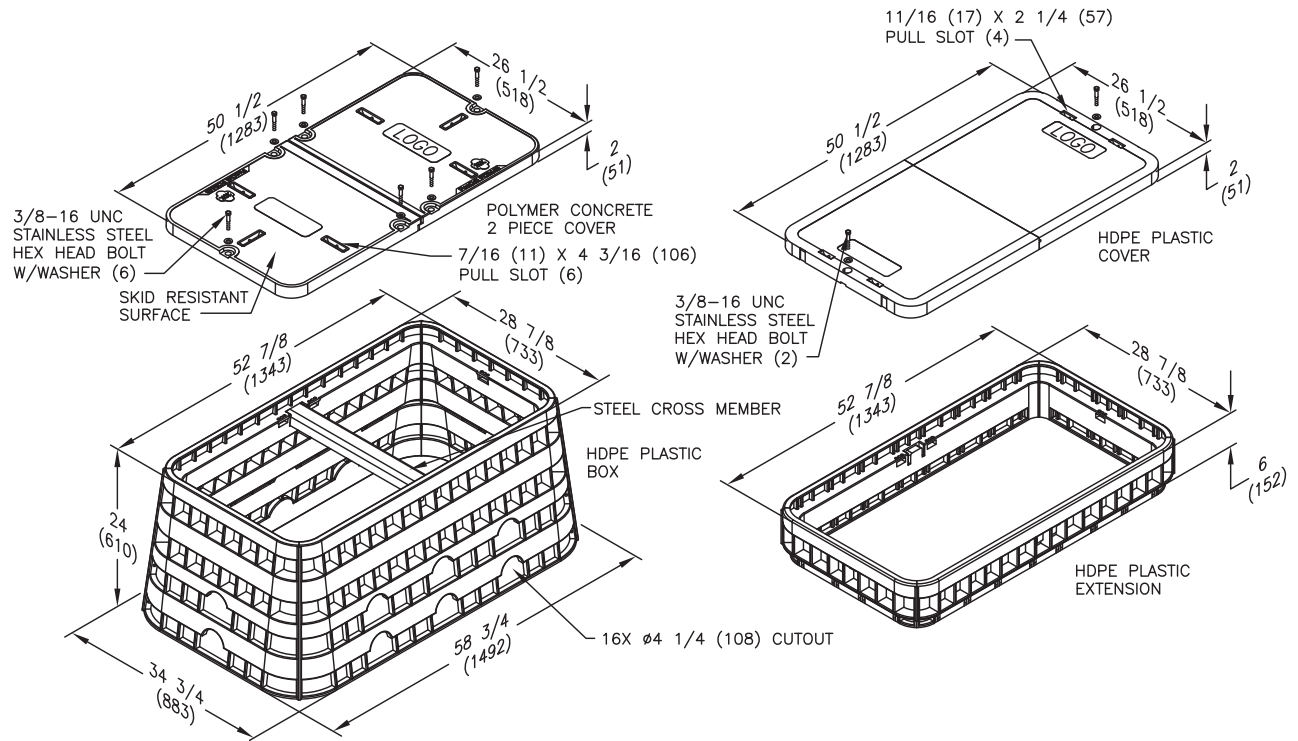 50 1/2
(1283)
26 1/2
(518)
2
(51)
LOGO
POLYMER CONCRETE
2 PIECE COVER
3/8-16 UNC
STAINLESS STEEL
HEX HEAD BOLT
W/WASHER (6)
7/16 (11) X 4 3/16 (106)
PULL SLOT (6)
SKID RESISTANT
SURFACE
11/16 (17) X 2 1/4 (57)
PULL SLOT (4)
50 1/2
(1283)
26 1/2
(518)
2
(51)
LOGO
HDPE PLASTIC
COVER
3/8-16 UNC
STAINLESS STEEL
HEX HEAD BOLT
W/WASHER (2)
52 7/8
(1343)
28 7/8
(733)
STEEL CROSS MEMBER
HDPE PLASTIC
BOX
24
(610)
16X ø4 1/4 (108) CUTOUT
34 3/4
(883)
58 3/4
(1492)
52 7/8
(1343)
28 7/8
(733)
6
(152)
HDPE PLASTIC
EXTENSION